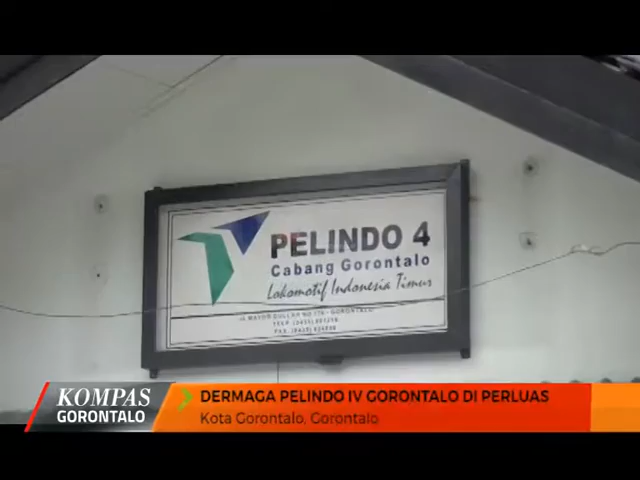 PELINDO 4
Cabang Gorontalo
Lokomotif Indonesia Timur
KOMPAS
GORONTALO
DERMAGA PELINDO IV GORONTALO DI PERLUAS
Kota Gorontalo, Gorontalo